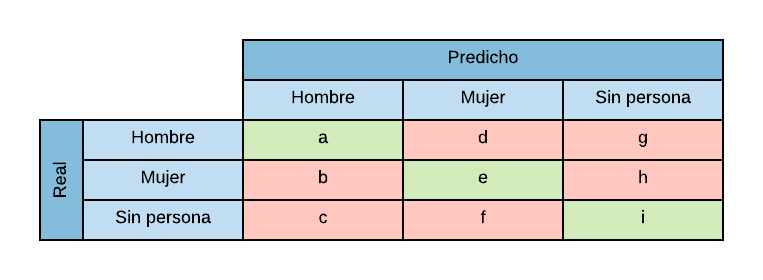 Predicho
Hombre Mujer Sin persona
Real
Hombre a d g
Mujer b e h
Sin persona c f i